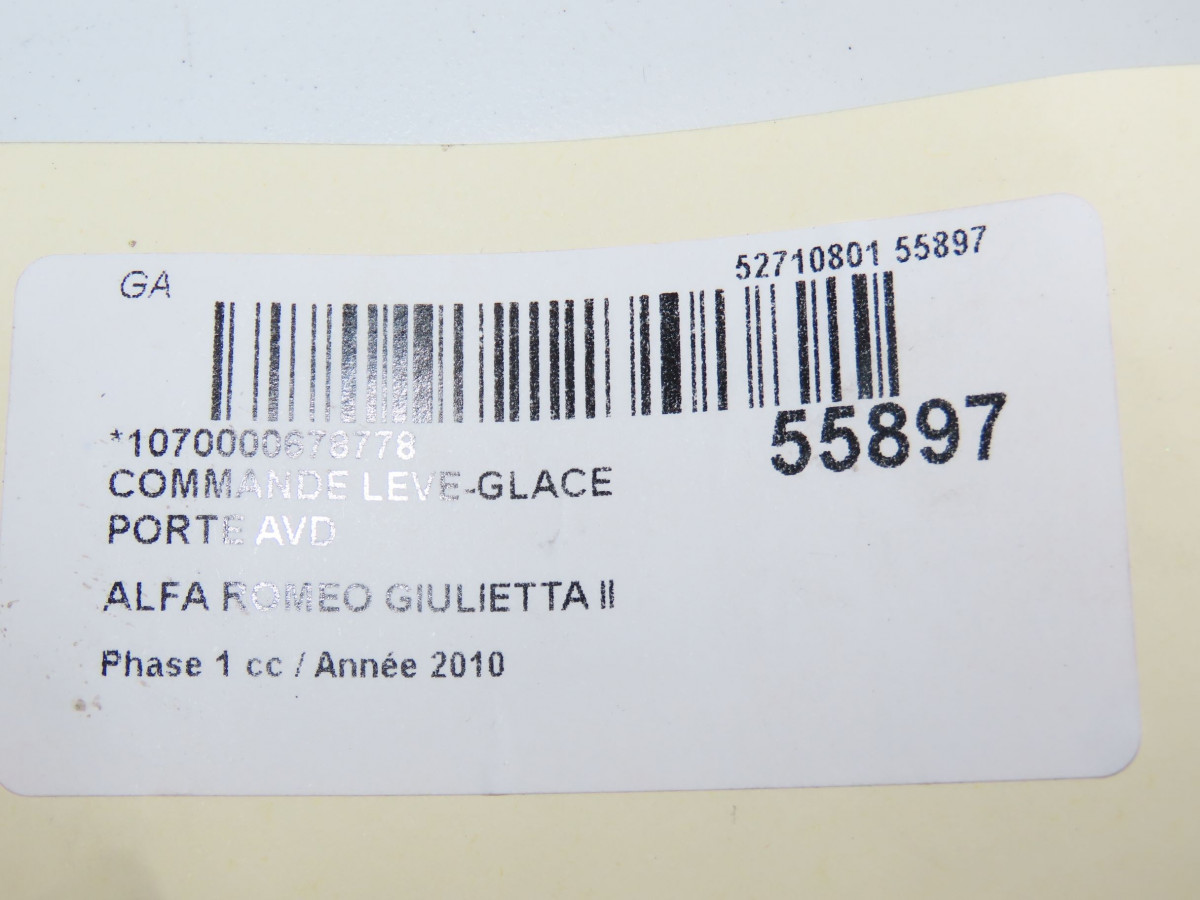 GA
52710801 55897
55897
*1070000678778
COMMANDE LEVE-GLACE
PORTE AVD
ALFA ROMEO GIULIETTA II
Phase 1 cc / Année 2010